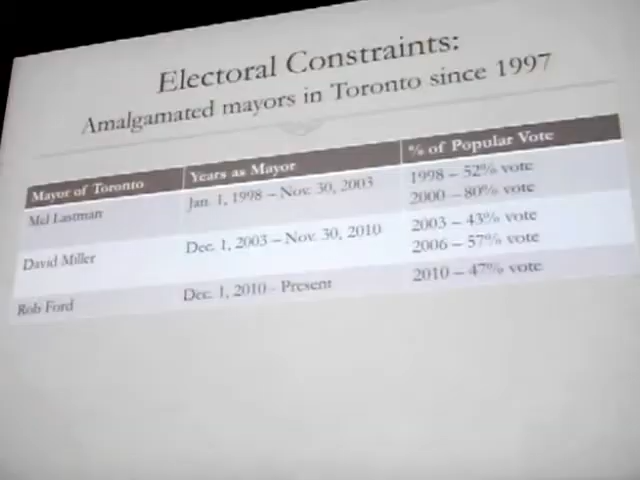 Electoral Constraints:
Amalgamated mayors in Toronto since 1997
Mayor of Toronto Years as Mayor % of Popular Vote
Mel Lastman Jan. 1, 1998 – Nov. 30, 2003 1998 – 52% vote
2000 – 80% vote
David Miller Dec. 1, 2003 – Nov. 30, 2010 2003 – 43% vote
2006 – 57% vote
Rob Ford Dec. 1, 2010 - Present 2010 – 47% vote